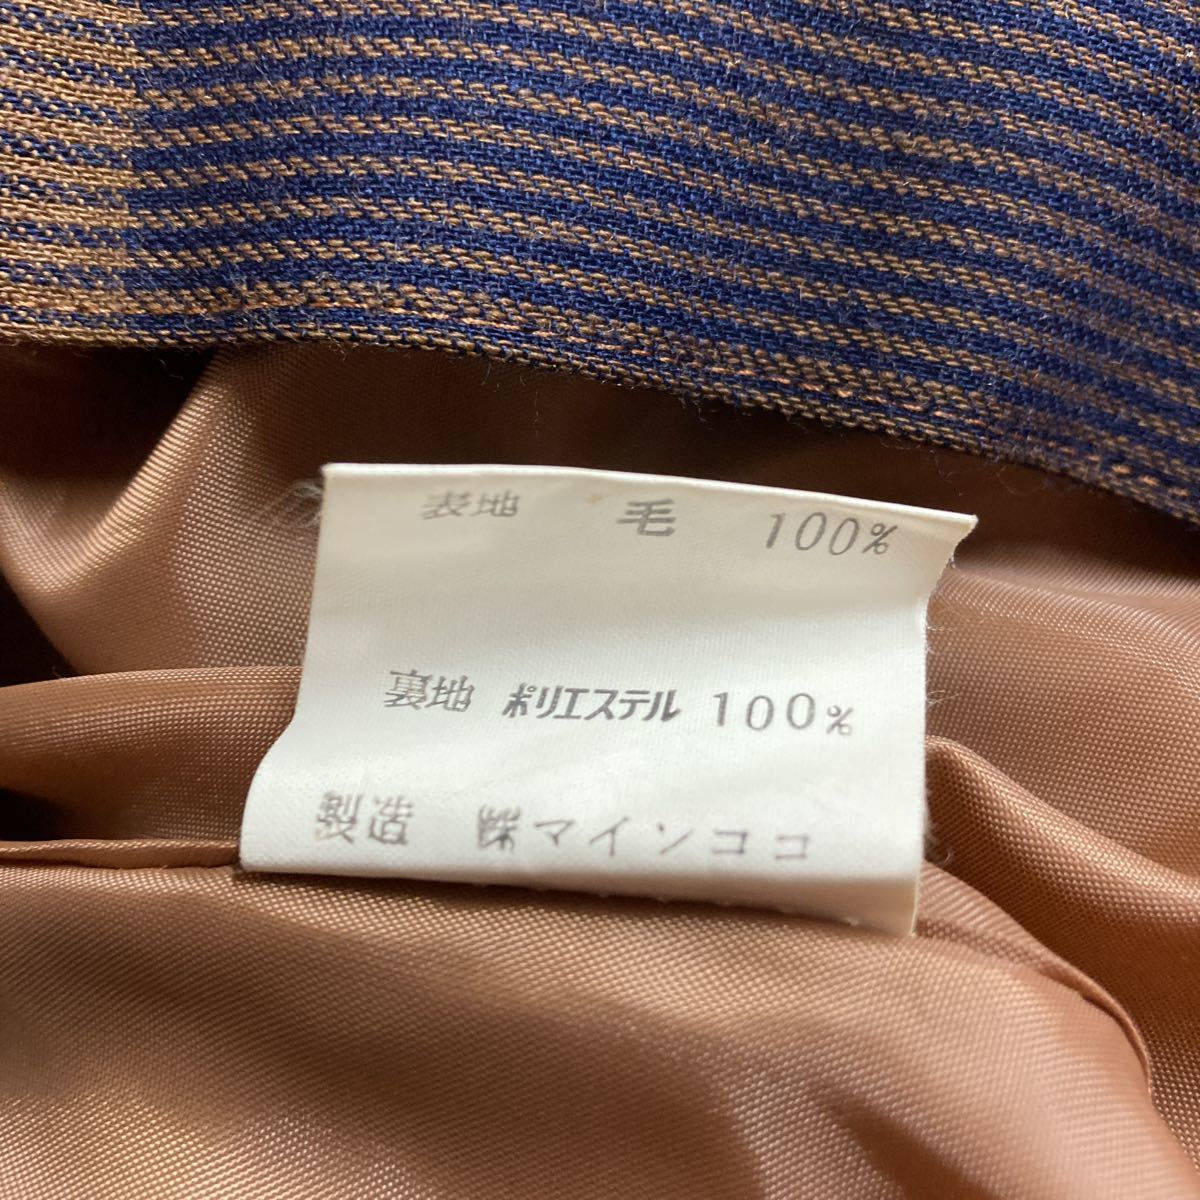 表地 毛 100%
裏地 ポリエステル 100%
製造 ㈱マインココ